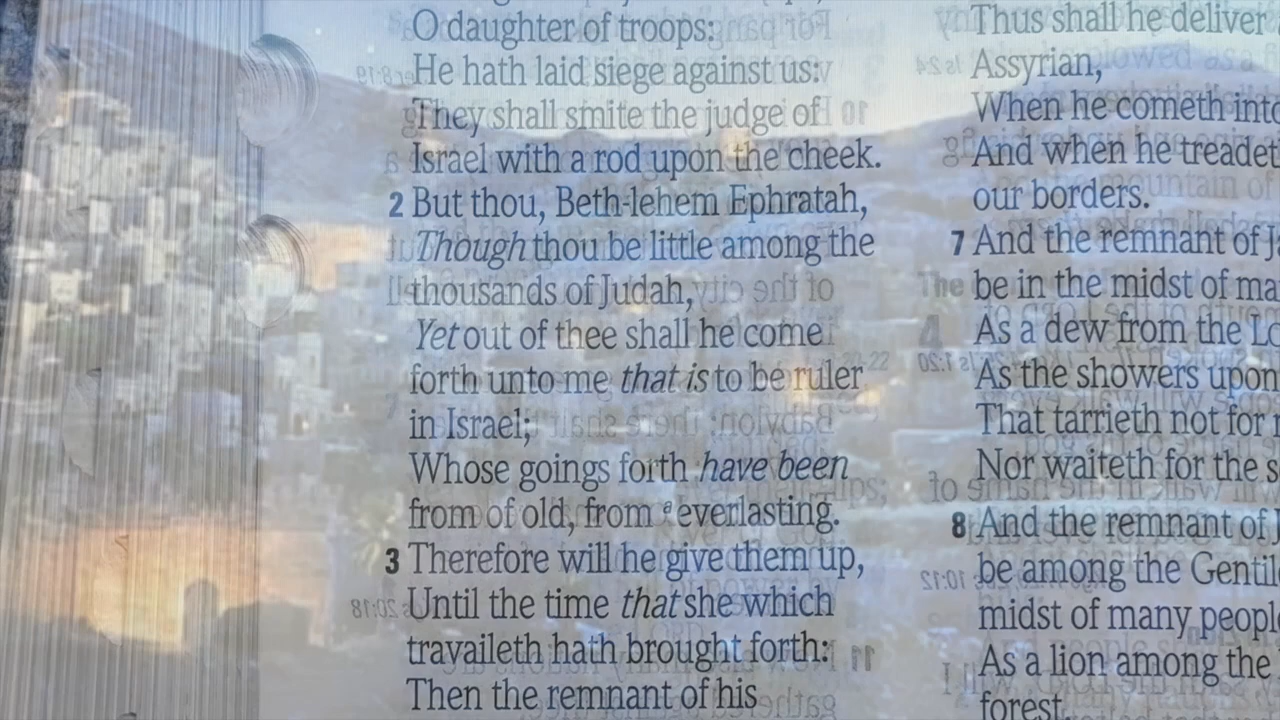 O daughter of troops:
He hath laid siege against us:
They shall smite the judge of
Israel with a rod upon the cheek.
2 But thou, Beth-lehem Ephratah,
Though thou be little among the
thousands of Judah,
Yet out of thee shall he come
forth unto me that is to be ruler
in Israel;
Whose goings forth have been
from of old, from a everlasting.
3 Therefore will he give them up,
Until the time that she which
travaileth hath brought forth:
Then the remnant of his
Thus shall he deliver
Assyrian,
When he cometh into
And when he treadet
our borders.
7 And the remnant of J
be in the midst of ma
As a dew from the Lo
As the showers upon
That tarrieth not for
Nor waiteth for the s
8 And the remnant of J
be among the Gentil
midst of many peopl
As a lion among the
forest